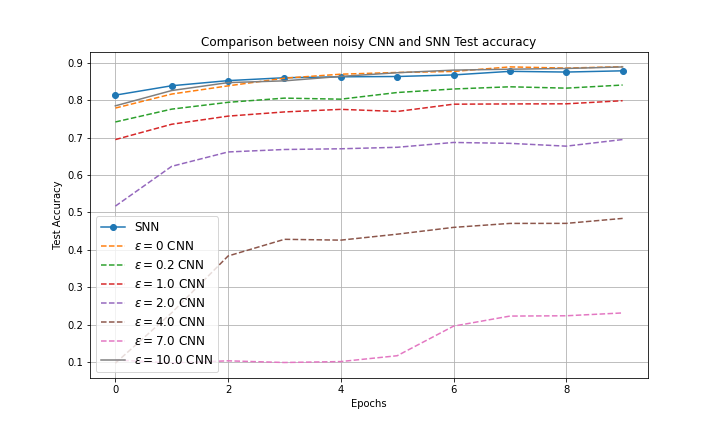 Comparison between noisy CNN and SNN Test accuracy
0.9
0.8
0.7
0.6
0.5
0.4
0.3
0.2
0.1
Test Accuracy
SNN
ε = 0 CNN
ε = 0.2 CNN
ε = 1.0 CNN
ε = 2.0 CNN
ε = 4.0 CNN
ε = 7.0 CNN
ε = 10.0 CNN
0 2 4 6 8
Epochs